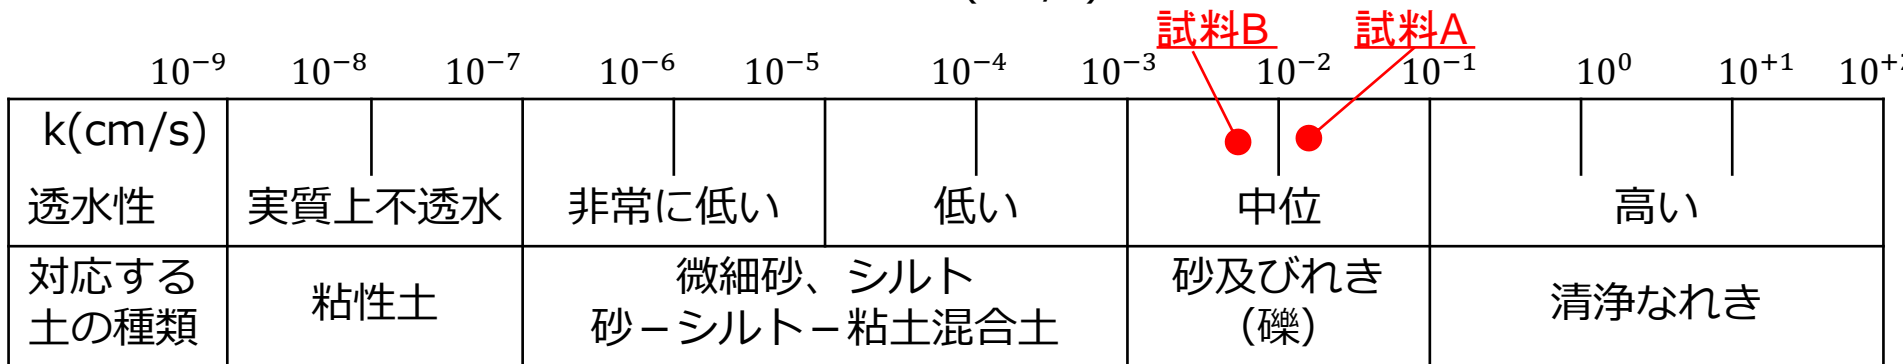 試料B 試料A
10⁻⁹ 10⁻⁸ 10⁻⁷ 10⁻⁶ 10⁻⁵ 10⁻⁴ 10⁻³ 10⁻² 10⁻¹ 10⁰ 10⁺¹ 10⁺²
k(cm/s)
透水性 実質上不透水 非常に低い 低い 中位 高い
対応する
土の種類
粘性土
微細砂、シルト
砂−シルト−粘土混合土
砂及びれき
(礫)
清浄なれき